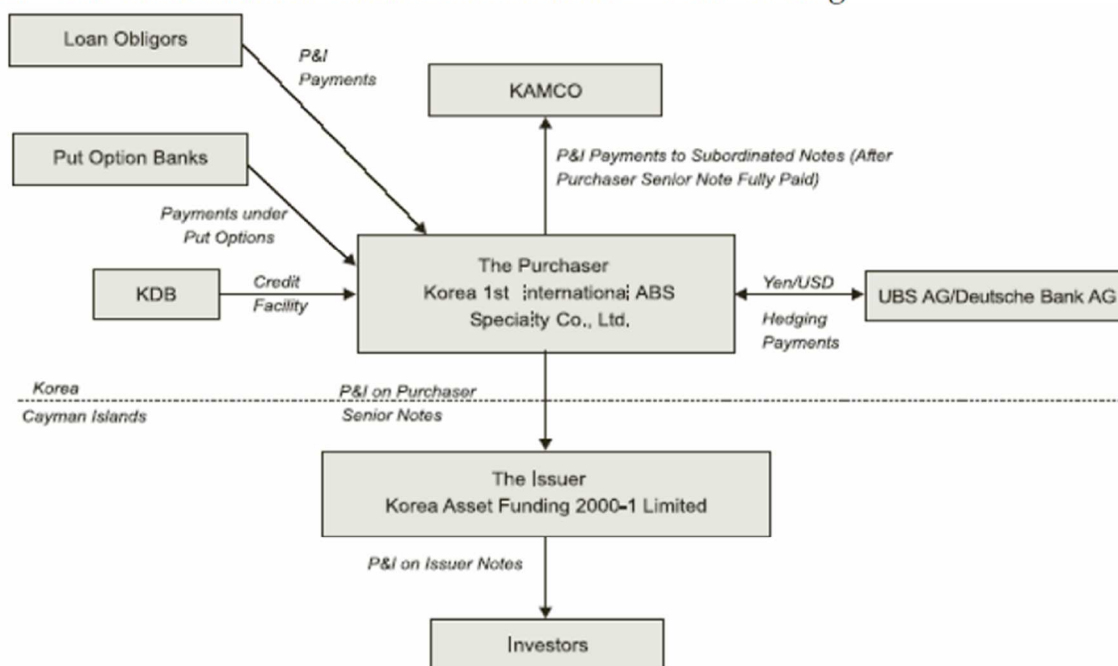 Loan Obligors
P&I
Payments
KAMCO
Put Option Banks
P&I Payments to Subordinated Notes (After
Purchaser Senior Note Fully Paid)
Payments under
Put Options
The Purchaser
Korea 1st International ABS
Specialty Co., Ltd.
KDB
Credit
Facility
Yen/USD
Hedging
Payments
UBS AG/Deutsche Bank AG
Korea
Cayman Islands
P&I on Purchaser
Senior Notes
The Issuer
Korea Asset Funding 2000-1 Limited
P&I on Issuer Notes
Investors